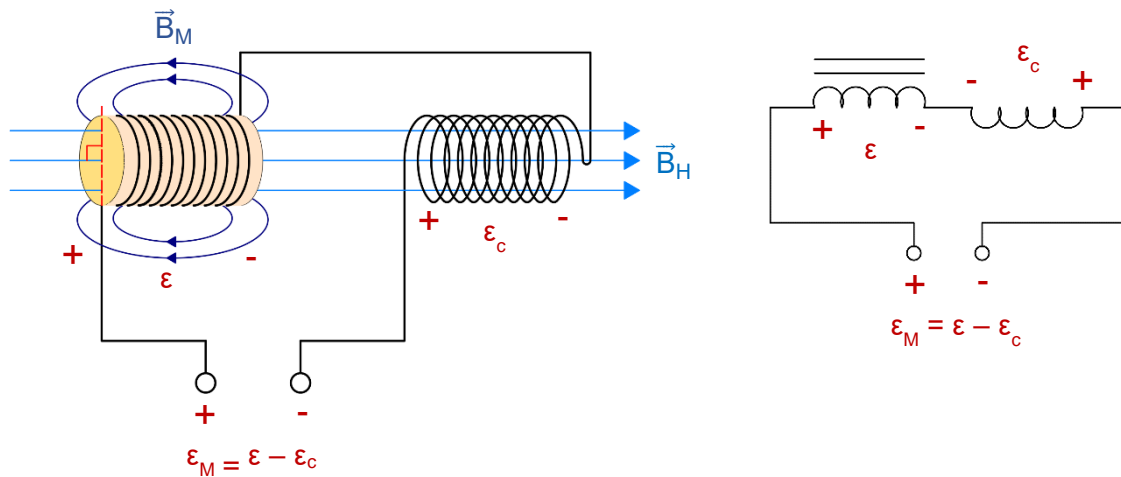 B⃗M
B⃗H
+ ε -
+ εc -
+ -
εM = ε − εc
εc
- +
+ -
ε
+ -
εM = ε − εc